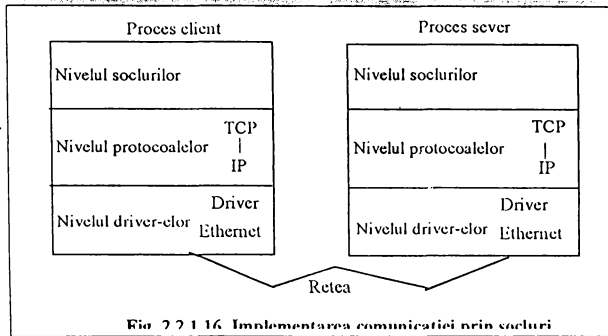 Proces client
Proces sever
Nivelul soclurilor
Nivelul protocoalelor
TCP
IP
Nivelul driver-elor
Driver
Ethernet
Nivelul soclurilor
Nivelul protocoalelor
TCP
IP
Nivelul driver-elor
Driver
Ethernet
Retea
Fig. 2.2.1.16 Implementarea comunicatiei prin socluri